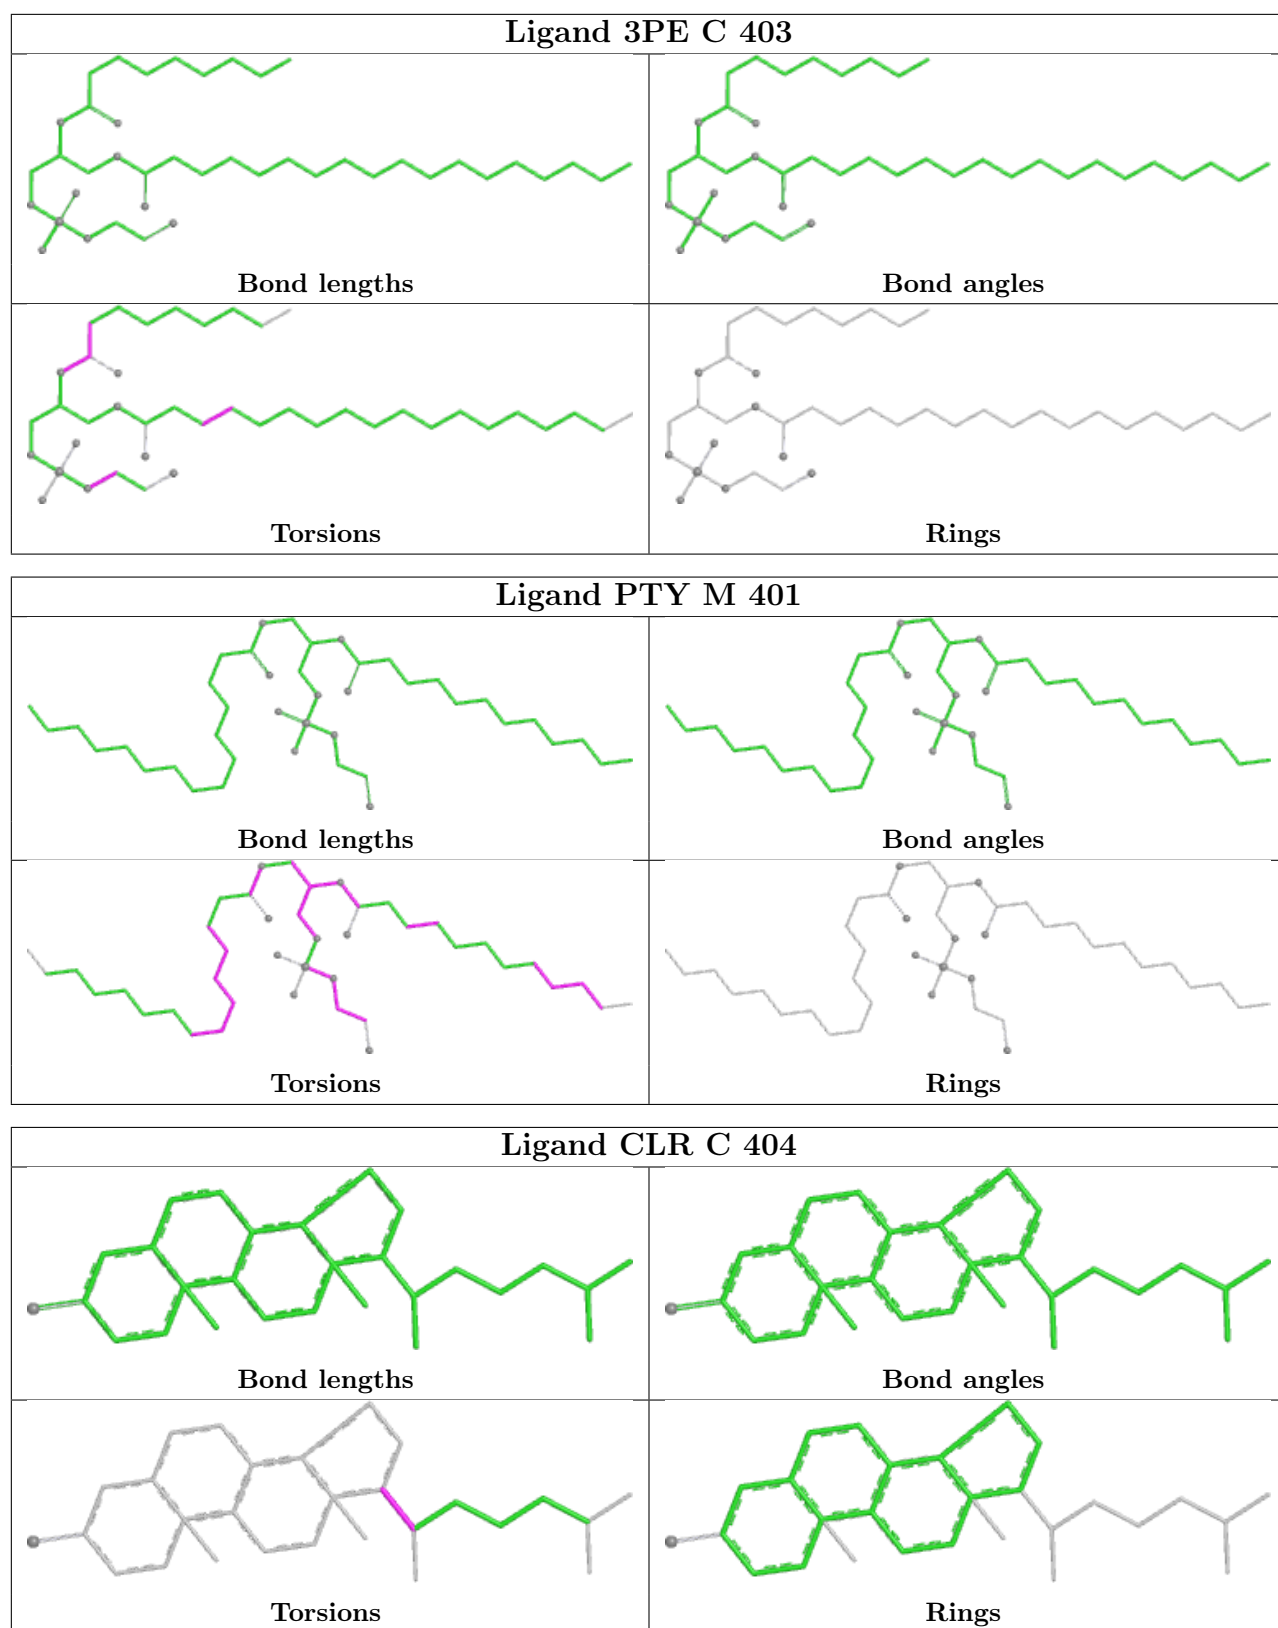 Ligand 3PE C 403
Bond lengths
Bond angles
Torsions
Rings
Ligand PTY M 401
Bond lengths
Bond angles
Torsions
Rings
Ligand CLR C 404
Bond lengths
Bond angles
Torsions
Rings